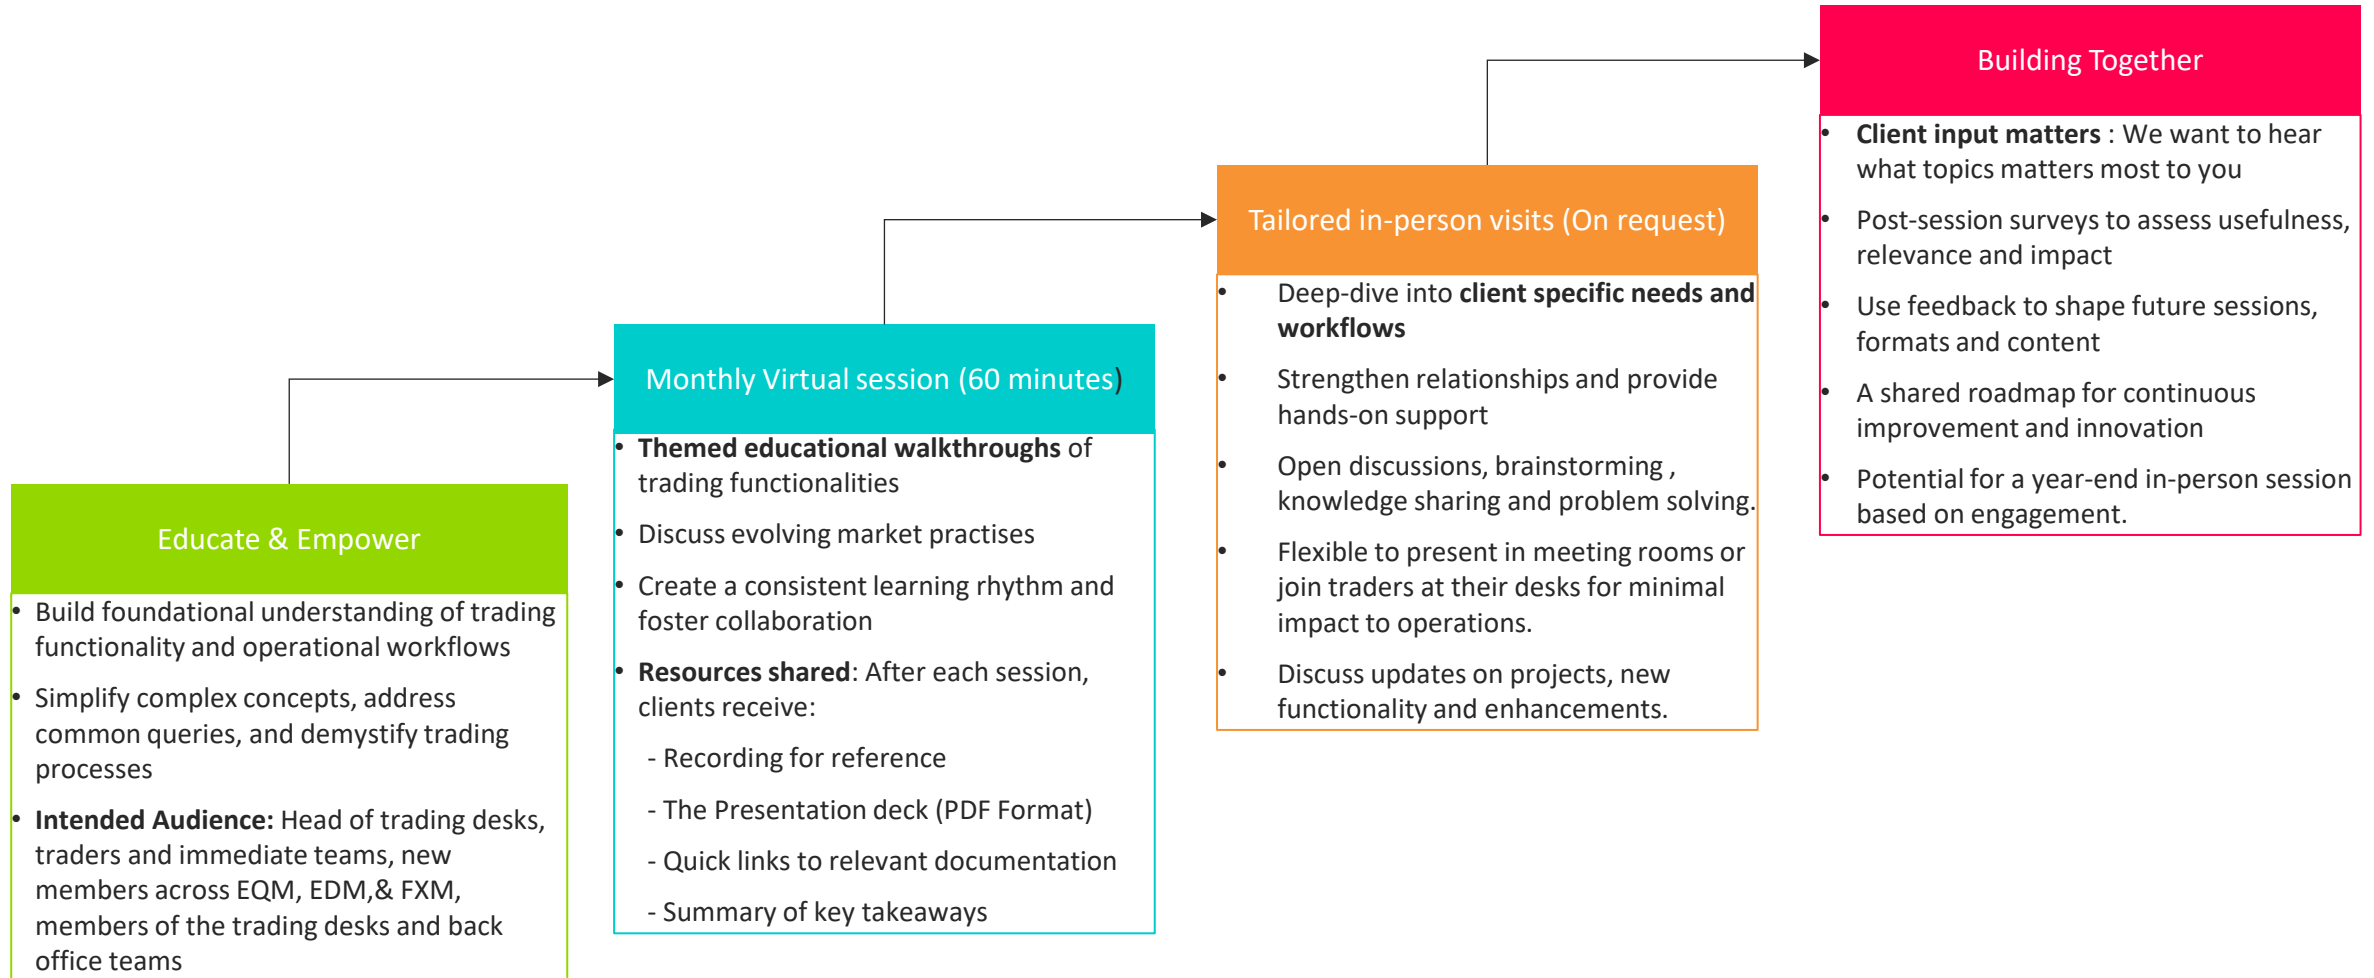 Educate & Empower
• Build foundational understanding of trading
functionality and operational workflows
• Simplify complex concepts, address
common queries, and demystify trading
processes
• Intended Audience: Head of trading desks,
traders and immediate teams, new
members across EQM, EDM,& FXM,
members of the trading desks and back
office teams
Monthly Virtual session (60 minutes)
• Themed educational walkthroughs of
trading functionalities
• Discuss evolving market practises
• Create a consistent learning rhythm and
foster collaboration
• Resources shared: After each session,
clients receive:
- Recording for reference
- The Presentation deck (PDF Format)
- Quick links to relevant documentation
- Summary of key takeaways
Tailored in-person visits (On request)
• Deep-dive into client specific needs and
workflows
• Strengthen relationships and provide
hands-on support
• Open discussions, brainstorming ,
knowledge sharing and problem solving.
• Flexible to present in meeting rooms or
join traders at their desks for minimal
impact to operations.
• Discuss updates on projects, new
functionality and enhancements.
Building Together
• Client input matters : We want to hear
what topics matters most to you
• Post-session surveys to assess usefulness,
relevance and impact
• Use feedback to shape future sessions,
formats and content
• A shared roadmap for continuous
improvement and innovation
• Potential for a year-end in-person session
based on engagement.